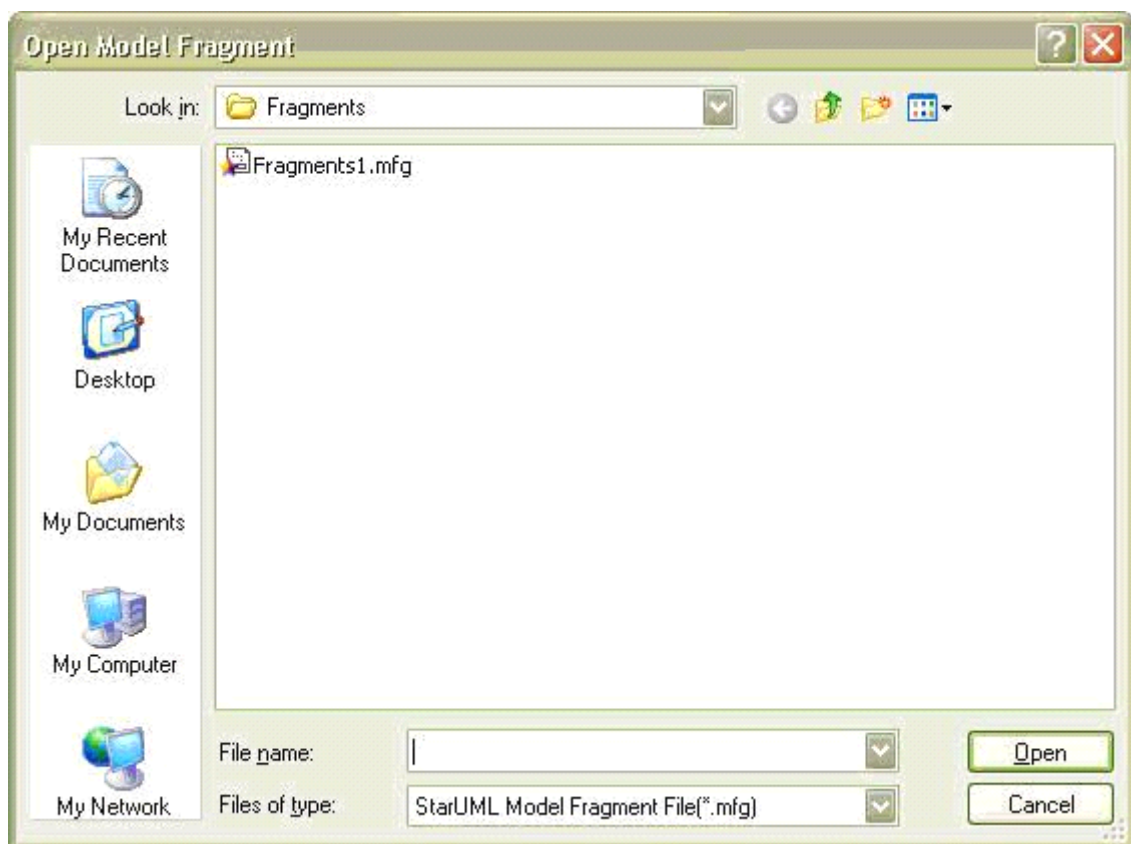 Open Model Fragment
Look in:
Fragments
Fragments1.mfg
My Recent
Documents
Desktop
My Documents
My Computer
My Network
File name:
Open
Files of type:
StarUML Model Fragment File(*.mfg)
Cancel